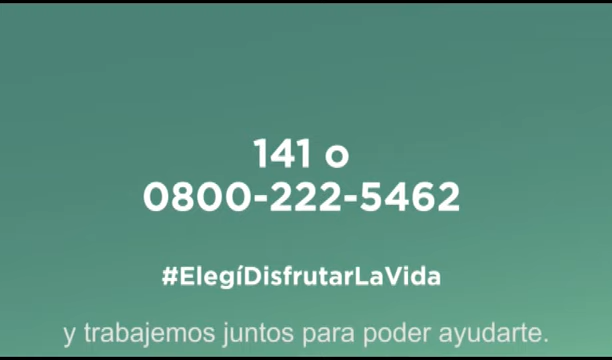 141 o
0800-222-5462
#ElegíDisfrutarLaVida
y trabajemos juntos para poder ayudarte.